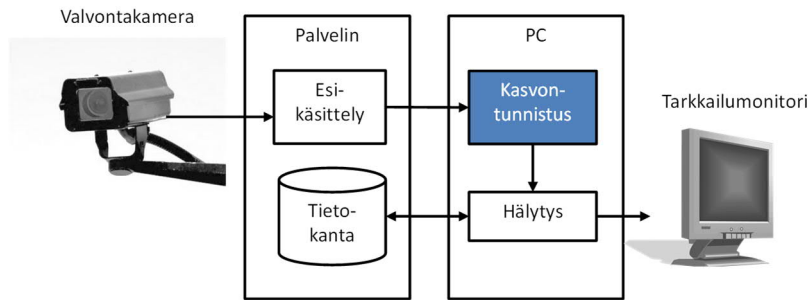 Valvontakamera
Palvelin
PC
Esi-
käsittely
Kasvon-
tunnistus
Tarkkailumonitori
Tieto-
kanta
Hälytys